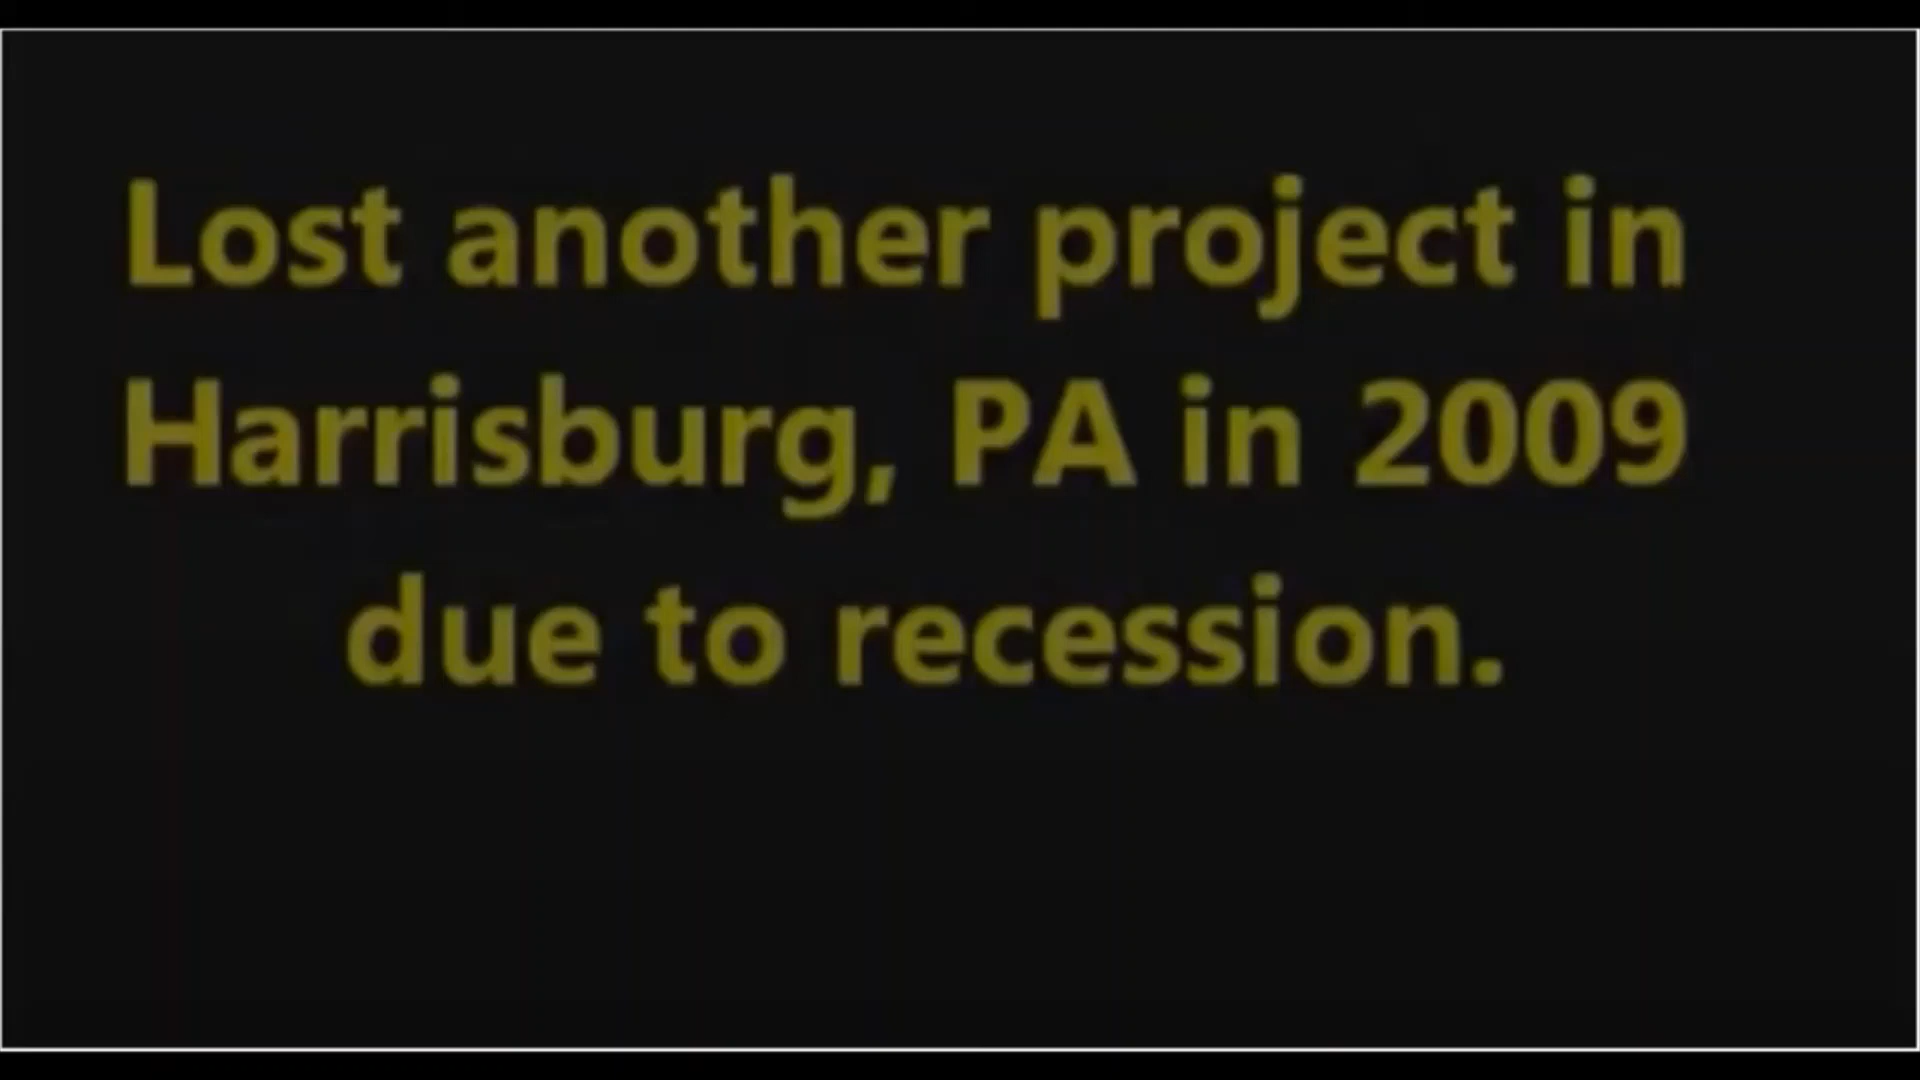 Lost another project in
Harrisburg, PA in 2009
due to recession.